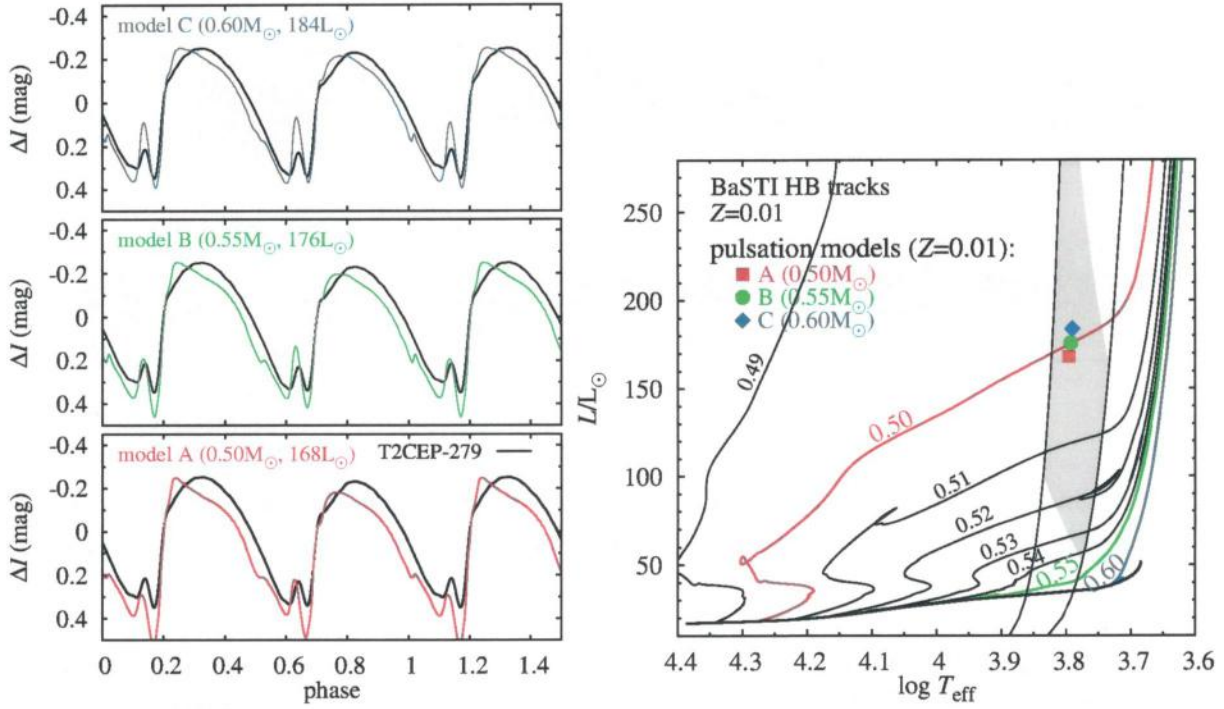 model C (0.60M☉, 184L☉)
-0.4
-0.2
0
0.2
0.4
ΔI (mag)
model B (0.55M☉, 176L☉)
-0.4
-0.2
0
0.2
0.4
ΔI (mag)
model A (0.50M☉, 168L☉)
T2CEP-279
-0.4
-0.2
0
0.2
0.4
ΔI (mag)
0 0.2 0.4 0.6 0.8 1 1.2 1.4
phase
BaSTI HB tracks
Z=0.01
pulsation models (Z=0.01):
A (0.50M☉)
B (0.55M☉)
C (0.60M☉)
0.49
0.50
0.51
0.52
0.53
0.54
0.55
0.60
250
200
150
100
50
L/L☉
4.4 4.3 4.2 4.1 4 3.9 3.8 3.7 3.6
log Teff